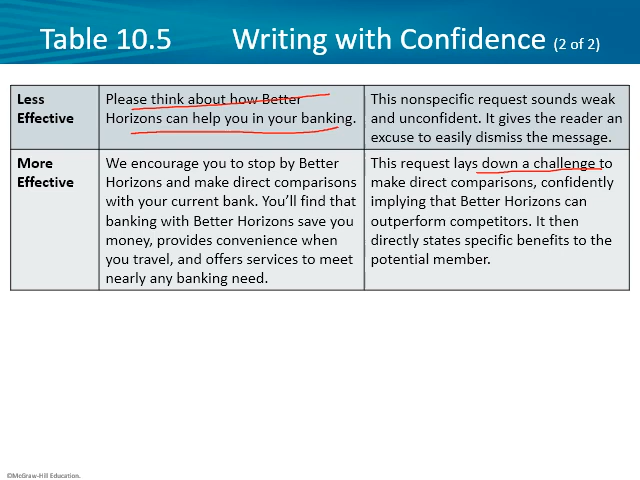 Table 10.5 Writing with Confidence (2 of 2)
Less
Effective
Please think about how Better
Horizons can help you in your banking.
This nonspecific request sounds weak
and unconfident. It gives the reader an
excuse to easily dismiss the message.
More
Effective
We encourage you to stop by Better
Horizons and make direct comparisons
with your current bank. You’ll find that
banking with Better Horizons save you
money, provides convenience when
you travel, and offers services to meet
nearly any banking need.
This request lays down a challenge to
make direct comparisons, confidently
implying that Better Horizons can
outperform competitors. It then
directly states specific benefits to the
potential member.
©McGraw-Hill Education.